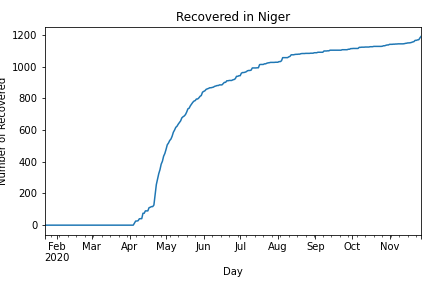 Recovered in Niger
Number of Recovered
1200
1000
800
600
400
200
0
Feb Mar Apr May Jun Jul Aug Sep Oct Nov
2020
Day